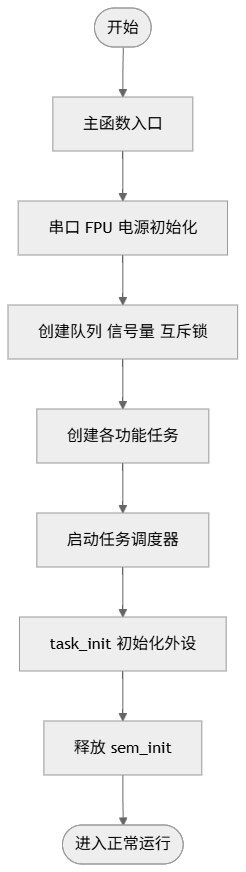 开始
主函数入口
串口 FPU 电源初始化
创建队列 信号量 互斥锁
创建各功能任务
启动任务调度器
task_init 初始化外设
释放 sem_init
进入正常运行